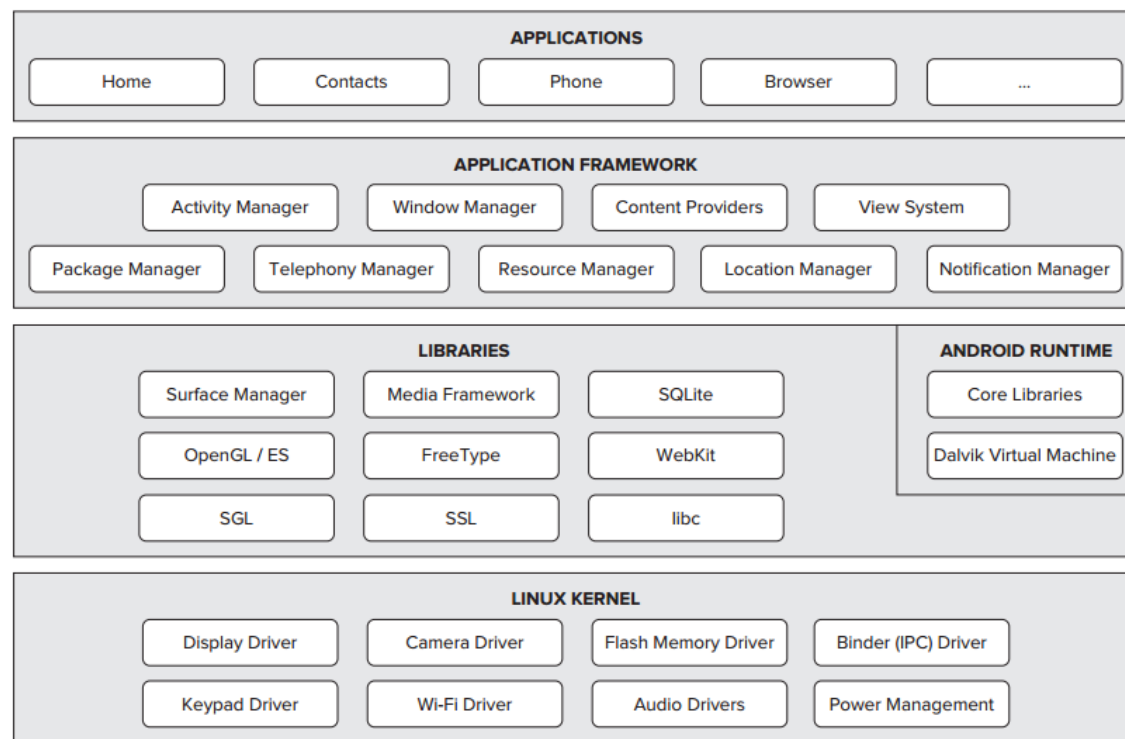 APPLICATIONS
Home Contacts Phone Browser ...
APPLICATION FRAMEWORK
Activity Manager Window Manager Content Providers View System
Package Manager Telephony Manager Resource Manager Location Manager Notification Manager
LIBRARIES
Surface Manager Media Framework SQLite
OpenGL / ES FreeType WebKit
SGL SSL libc
ANDROID RUNTIME
Core Libraries
Dalvik Virtual Machine
LINUX KERNEL
Display Driver Camera Driver Flash Memory Driver Binder (IPC) Driver
Keypad Driver Wi-Fi Driver Audio Drivers Power Management